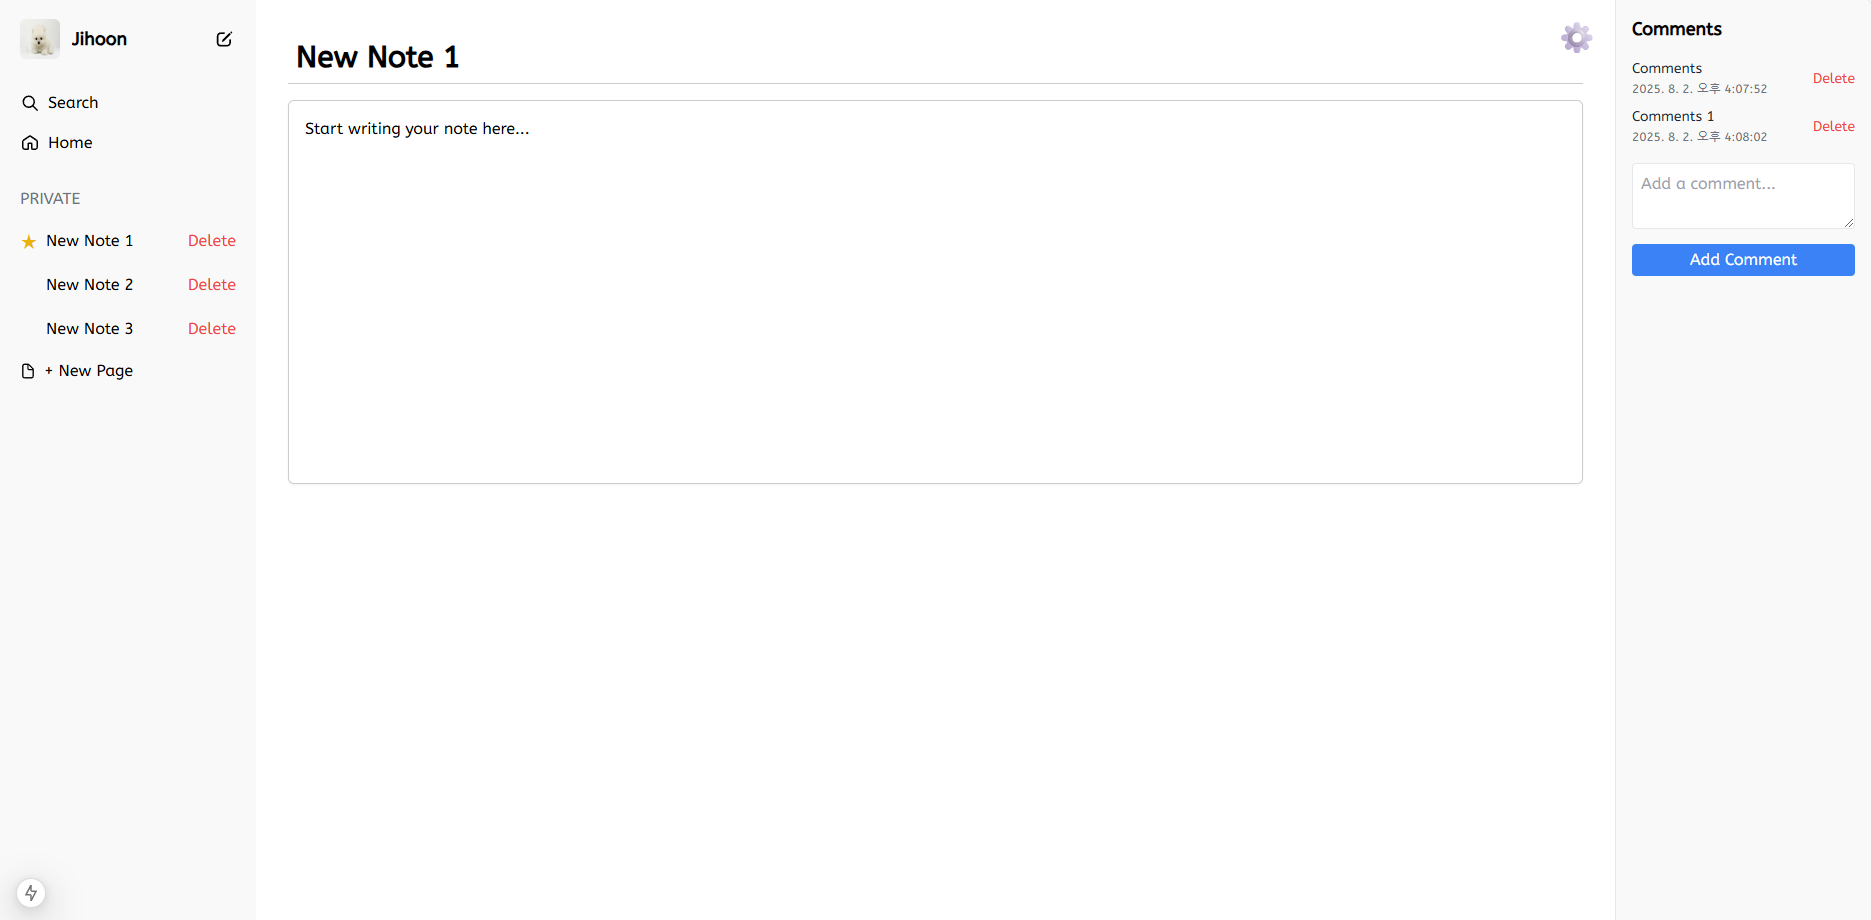 Jihoon
Search
Home
PRIVATE
★ New Note 1 Delete
New Note 2 Delete
New Note 3 Delete
+ New Page
New Note 1
Start writing your note here...
Comments
Comments
2025. 8. 2. 오후 4:07:52
Delete
Comments 1
2025. 8. 2. 오후 4:08:02
Delete
Add a comment...
Add Comment